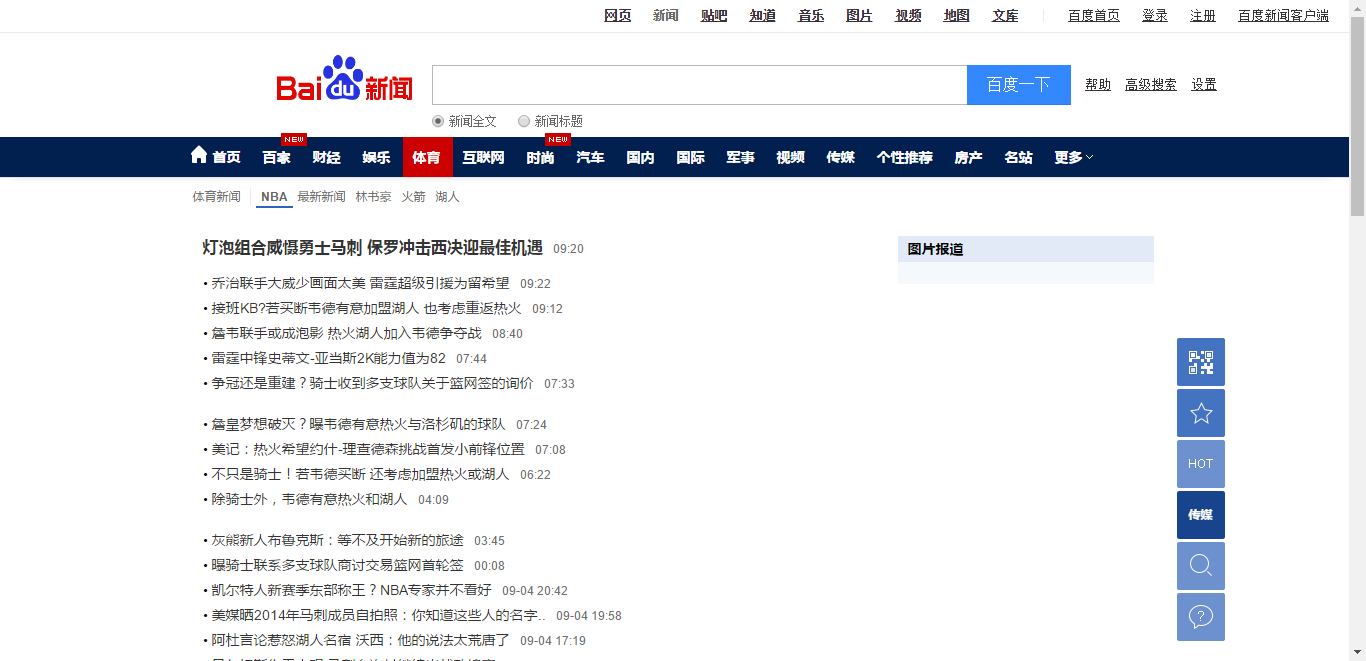 网页 新闻 贴吧 知道 音乐 图片 视频 地图 文库 百度首页 登录 注册 百度新闻客户端
Bai du 新闻 百度一下 帮助 高级搜索 设置
新闻全文 新闻标题
NEW NEW
首页 百家 财经 娱乐 体育 互联网 时尚 汽车 国内 国际 军事 视频 传媒 个性推荐 房产 名站 更多
体育新闻 NBA 最新新闻 林书豪 火箭 湖人
灯泡组合威慑勇士马刺 保罗冲击西决迎最佳机遇 09:20
图片报道
• 乔治联手大威少画面太美 雷霆超级引援为留希望 09:22
• 接班KB?若买断韦德有意加盟湖人 也考虑重返热火 09:12
• 詹韦联手或成泡影 热火湖人加入韦德争夺战 08:40
• 雷霆中锋史蒂文-亚当斯2K能力值为82 07:44
• 争冠还是重建？骑士收到多支球队关于篮网签的询价 07:33
• 詹皇梦想破灭？曝韦德有意热火与洛杉矶的球队 07:24
• 美记：热火希望约什-理查德森挑战首发小前锋位置 07:08
• 不只是骑士！若韦德买断 还考虑加盟热火或湖人 06:22
• 除骑士外，韦德有意热火和湖人 04:09
• 灰熊新人布鲁克斯：等不及开始新的旅途 03:45
• 曝骑士联系多支球队商讨交易篮网首轮签 00:08
• 凯尔特人新赛季东部称王？NBA专家并不看好 09-04 20:42
• 美媒晒2014年马刺成员自拍照：你知道这些人的名字.. 09-04 19:58
• 阿杜言论惹怒湖人名宿 沃西：他的说法太荒唐了 09-04 17:19
HOT
传媒
?